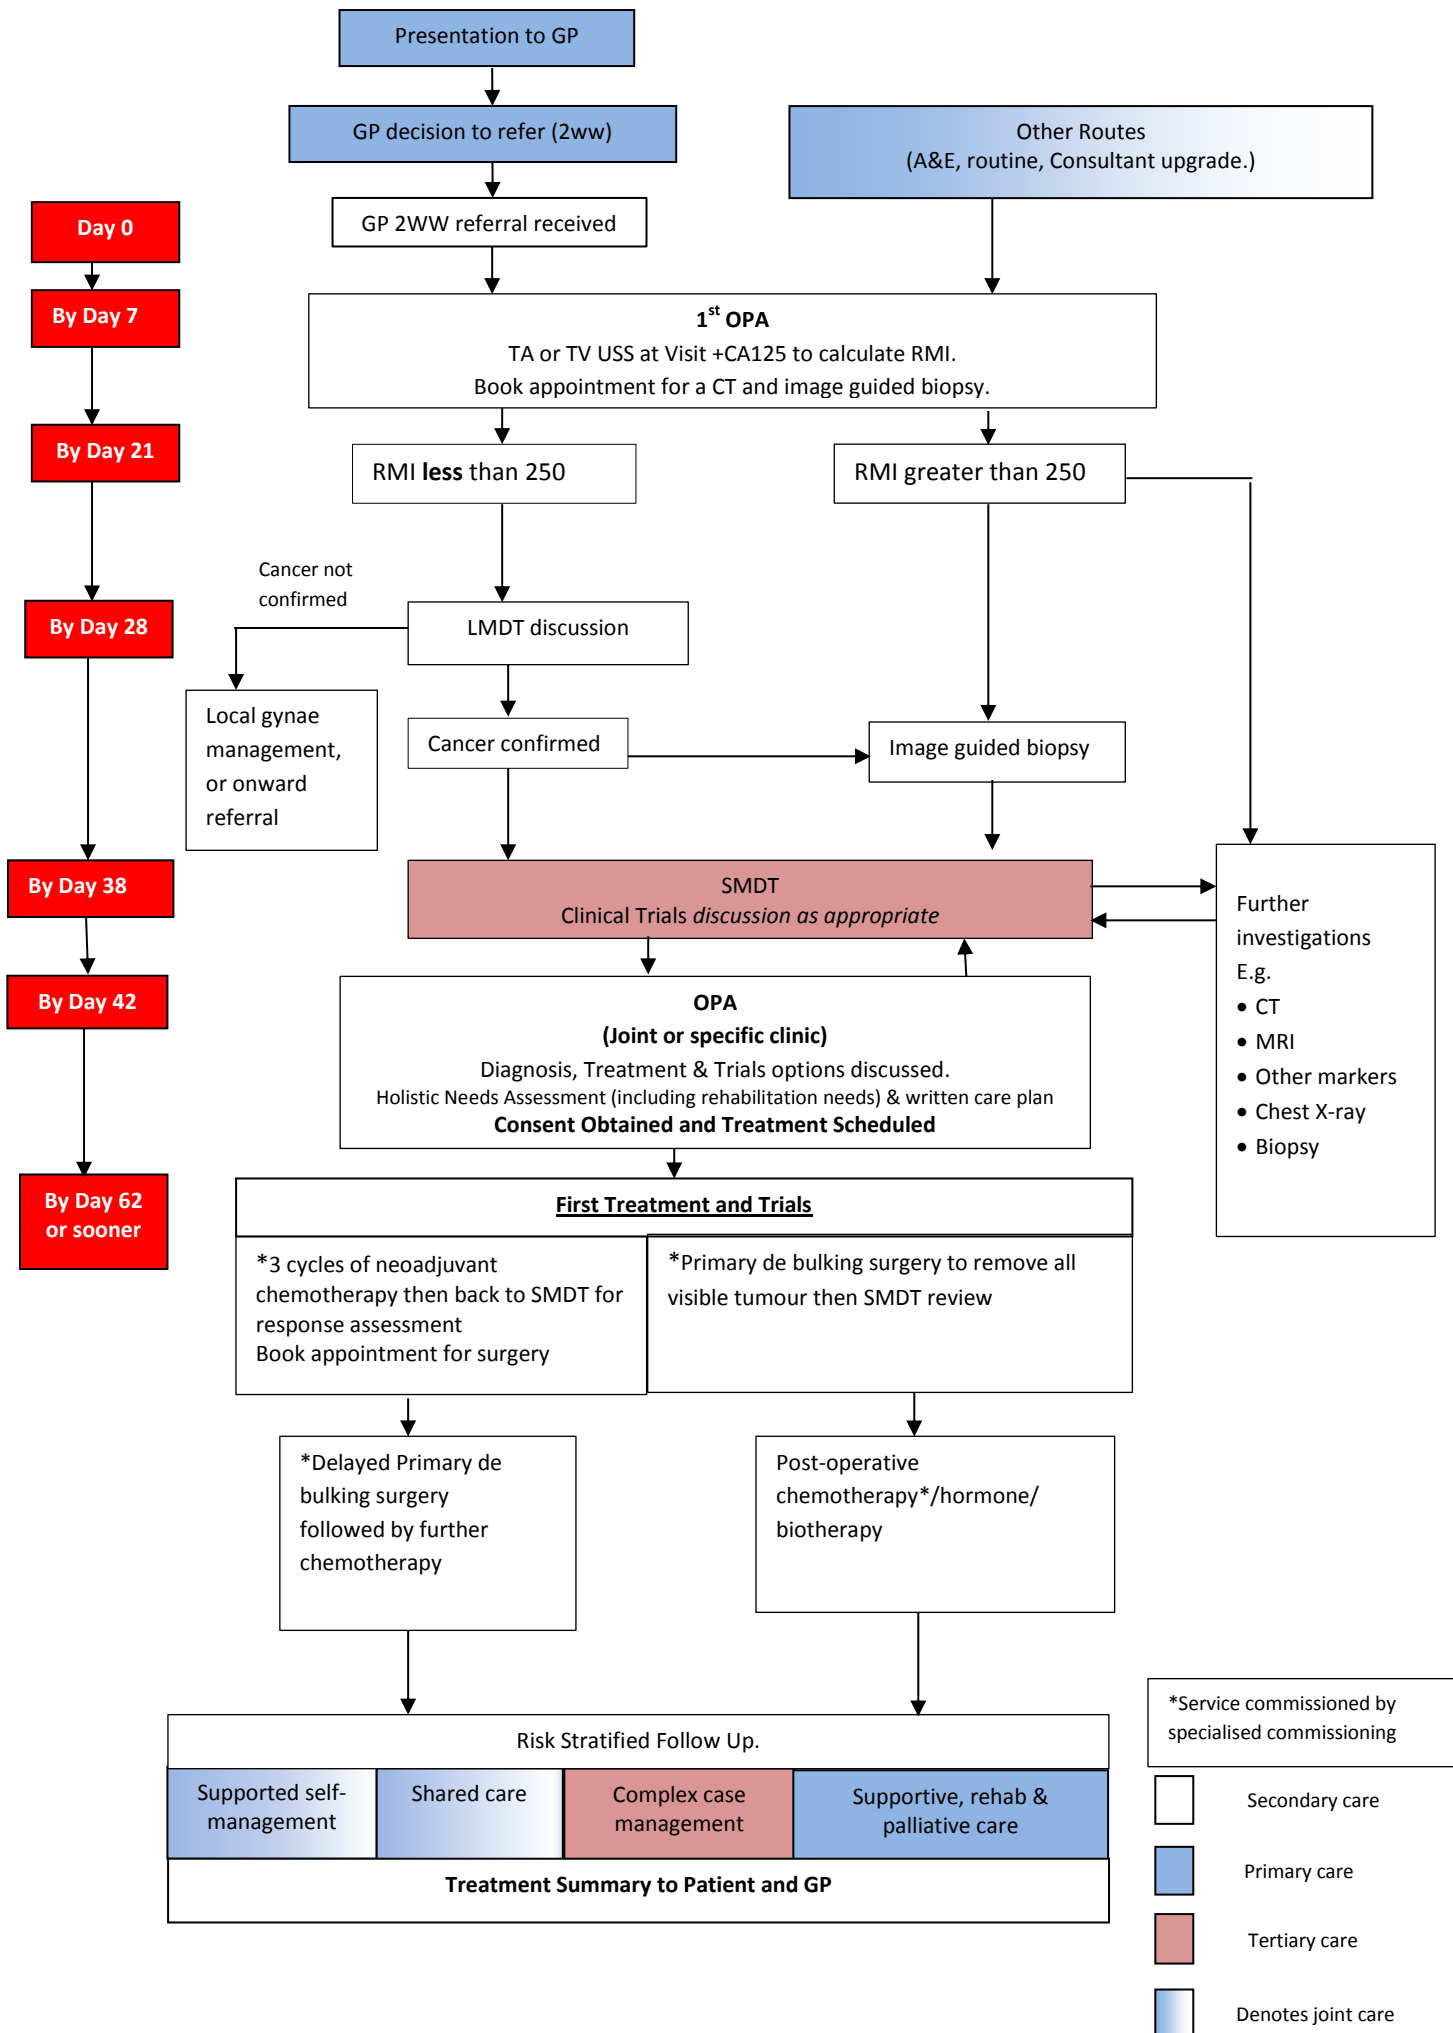 Presentation to GP
GP decision to refer (2ww)
Other Routes
(A&E, routine, Consultant upgrade.)
Day 0
GP 2WW referral received
By Day 7
1st OPA
TA or TV USS at Visit +CA125 to calculate RMI.
Book appointment for a CT and image guided biopsy.
By Day 21
RMI less than 250
RMI greater than 250
Cancer not
confirmed
By Day 28
LMDT discussion
Local gynae
management,
or onward
referral
Cancer confirmed
Image guided biopsy
By Day 38
SMDT
Clinical Trials discussion as appropriate
Further
investigations
E.g.
• CT
• MRI
• Other markers
• Chest X-ray
• Biopsy
By Day 42
OPA
(Joint or specific clinic)
Diagnosis, Treatment & Trials options discussed.
Holistic Needs Assessment (including rehabilitation needs) & written care plan
Consent Obtained and Treatment Scheduled
By Day 62
or sooner
First Treatment and Trials
*3 cycles of neoadjuvant
chemotherapy then back to SMDT for
response assessment
Book appointment for surgery
*Primary de bulking surgery to remove all
visible tumour then SMDT review
*Delayed Primary de
bulking surgery
followed by further
chemotherapy
Post-operative
chemotherapy*/hormone/
biotherapy
Risk Stratified Follow Up.
Supported self-
management
Shared care
Complex case
management
Supportive, rehab &
palliative care
Treatment Summary to Patient and GP
*Service commissioned by
specialised commissioning
Secondary care
Primary care
Tertiary care
Denotes joint care